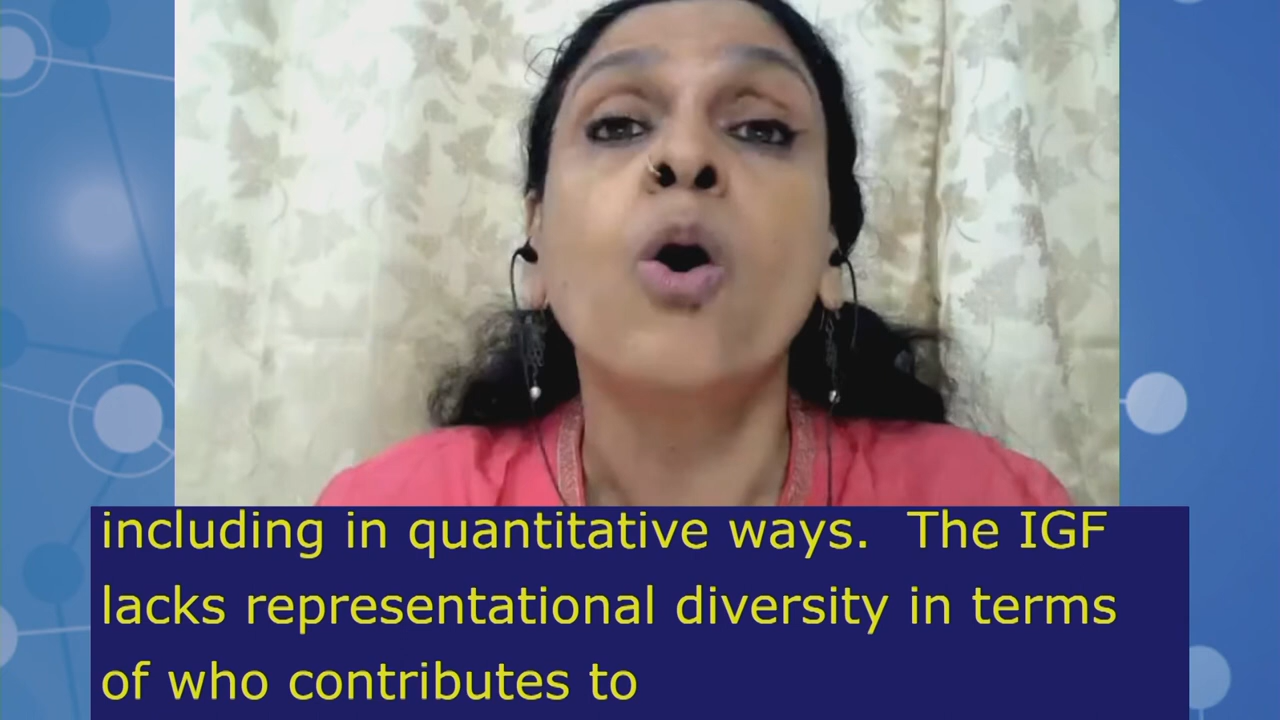 including in quantitative ways.  The IGF
lacks representational diversity in terms
of who contributes to